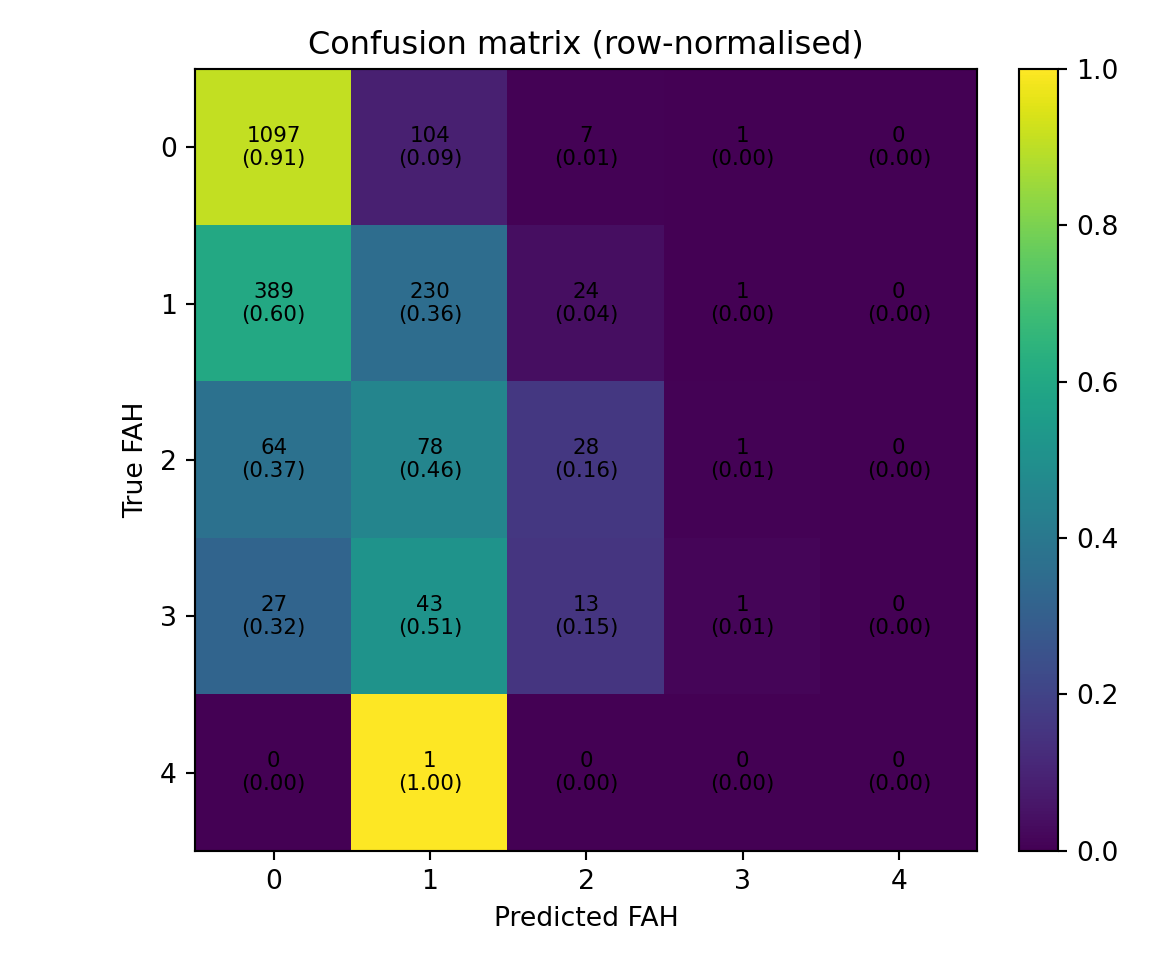 Confusion matrix (row-normalised)
1.0
0
1097 104 7 1 0
(0.91) (0.09) (0.01) (0.00) (0.00)
0.8
1
389 230 24 1 0
(0.60) (0.36) (0.04) (0.00) (0.00)
0.6
True FAH
2
64 78 28 1 0
(0.37) (0.46) (0.16) (0.01) (0.00)
0.4
3
27 43 13 1 0
(0.32) (0.51) (0.15) (0.01) (0.00)
0.2
4
0 1 0 0 0
(0.00) (1.00) (0.00) (0.00) (0.00)
0.0
0 1 2 3 4
Predicted FAH